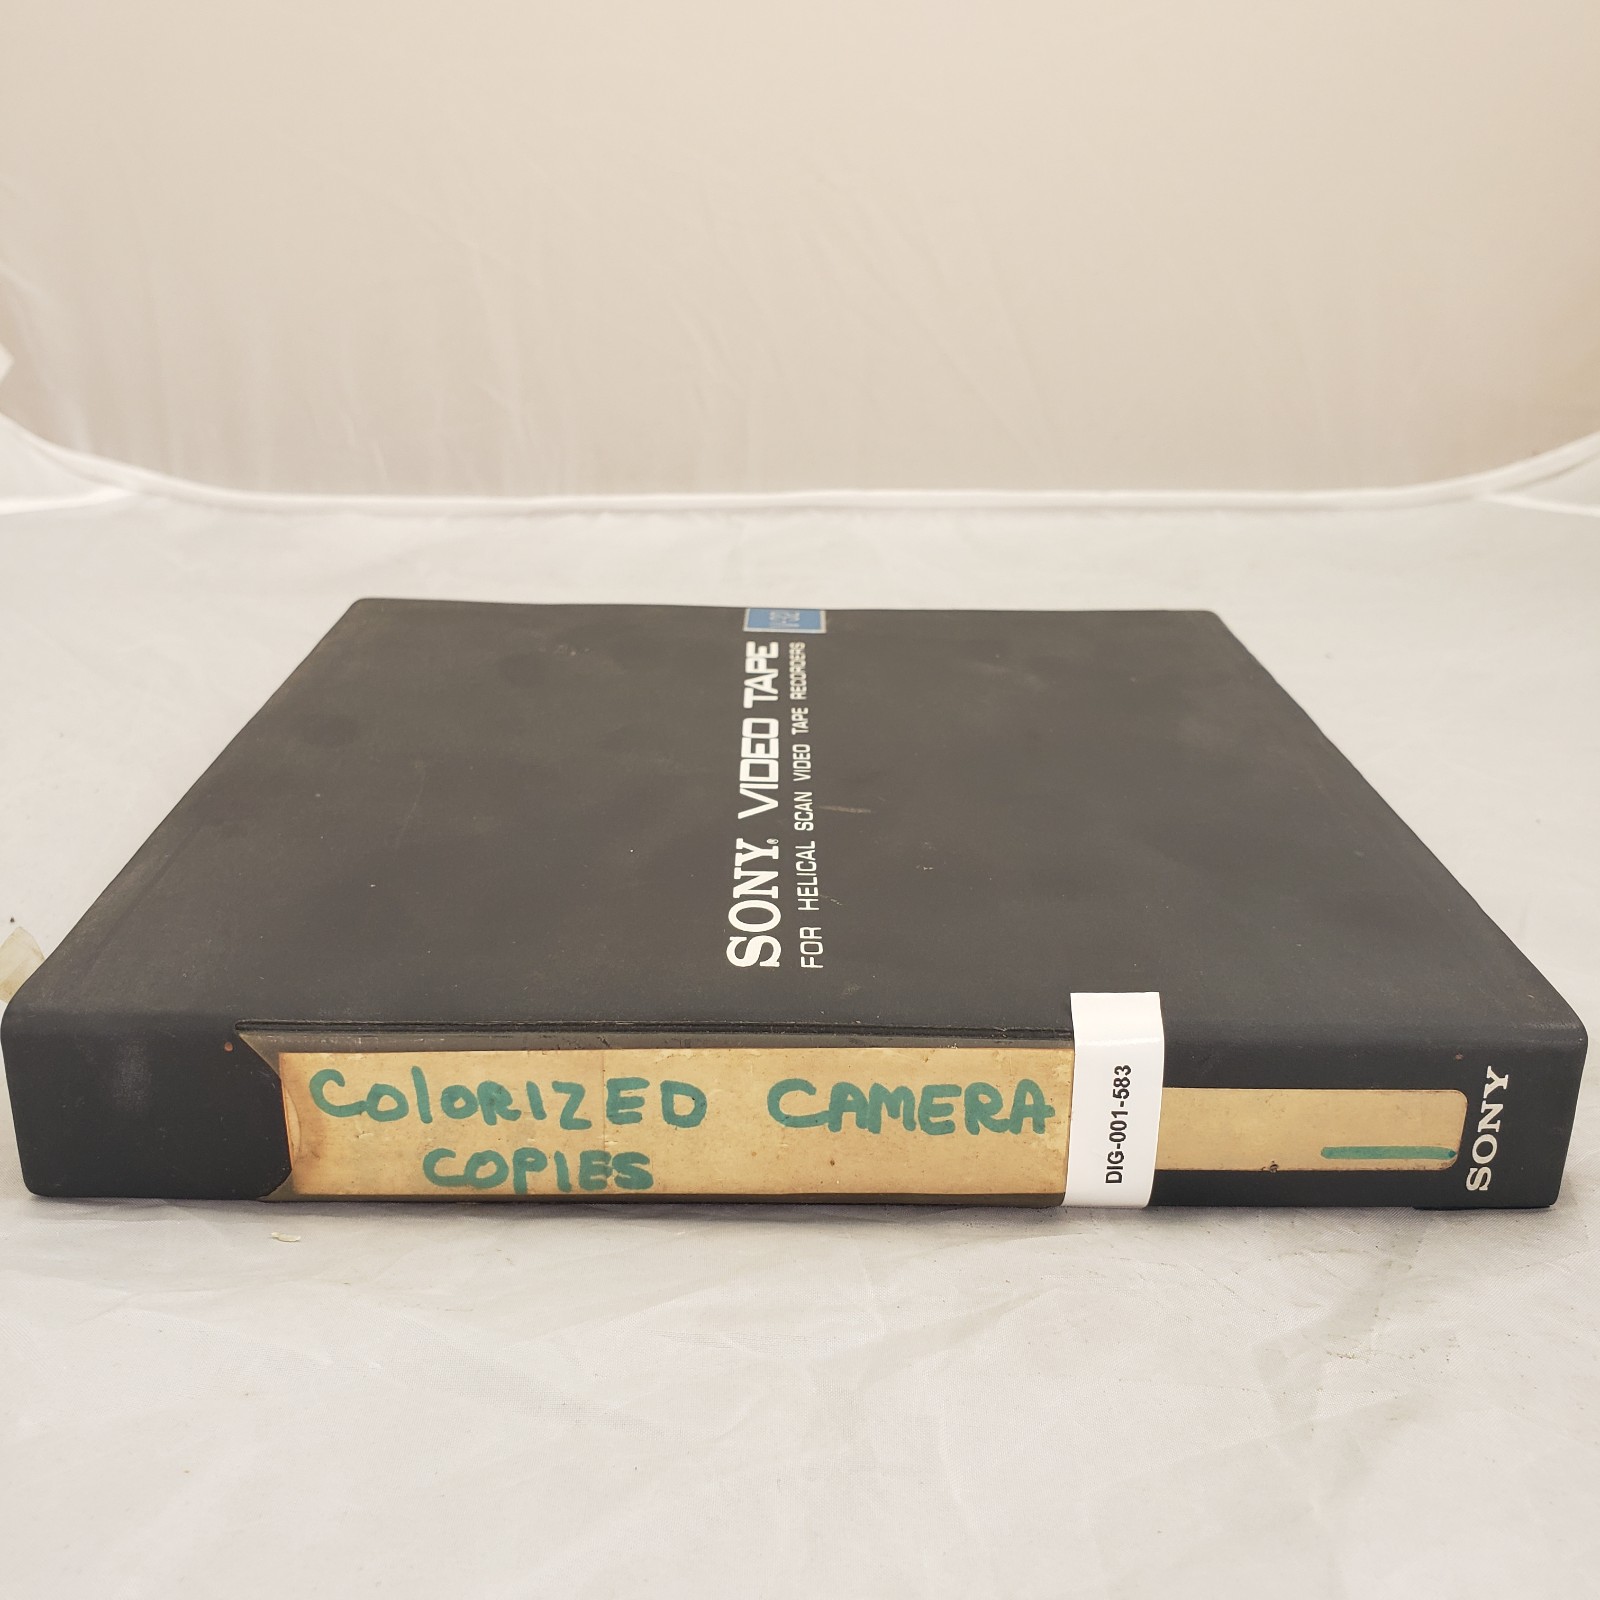 SONY® VIDEO TAPE
FOR HELICAL SCAN VIDEO TAPE RECORDERS
COlORIZED CAMERA
COPIES
DIG-001-583
SONY